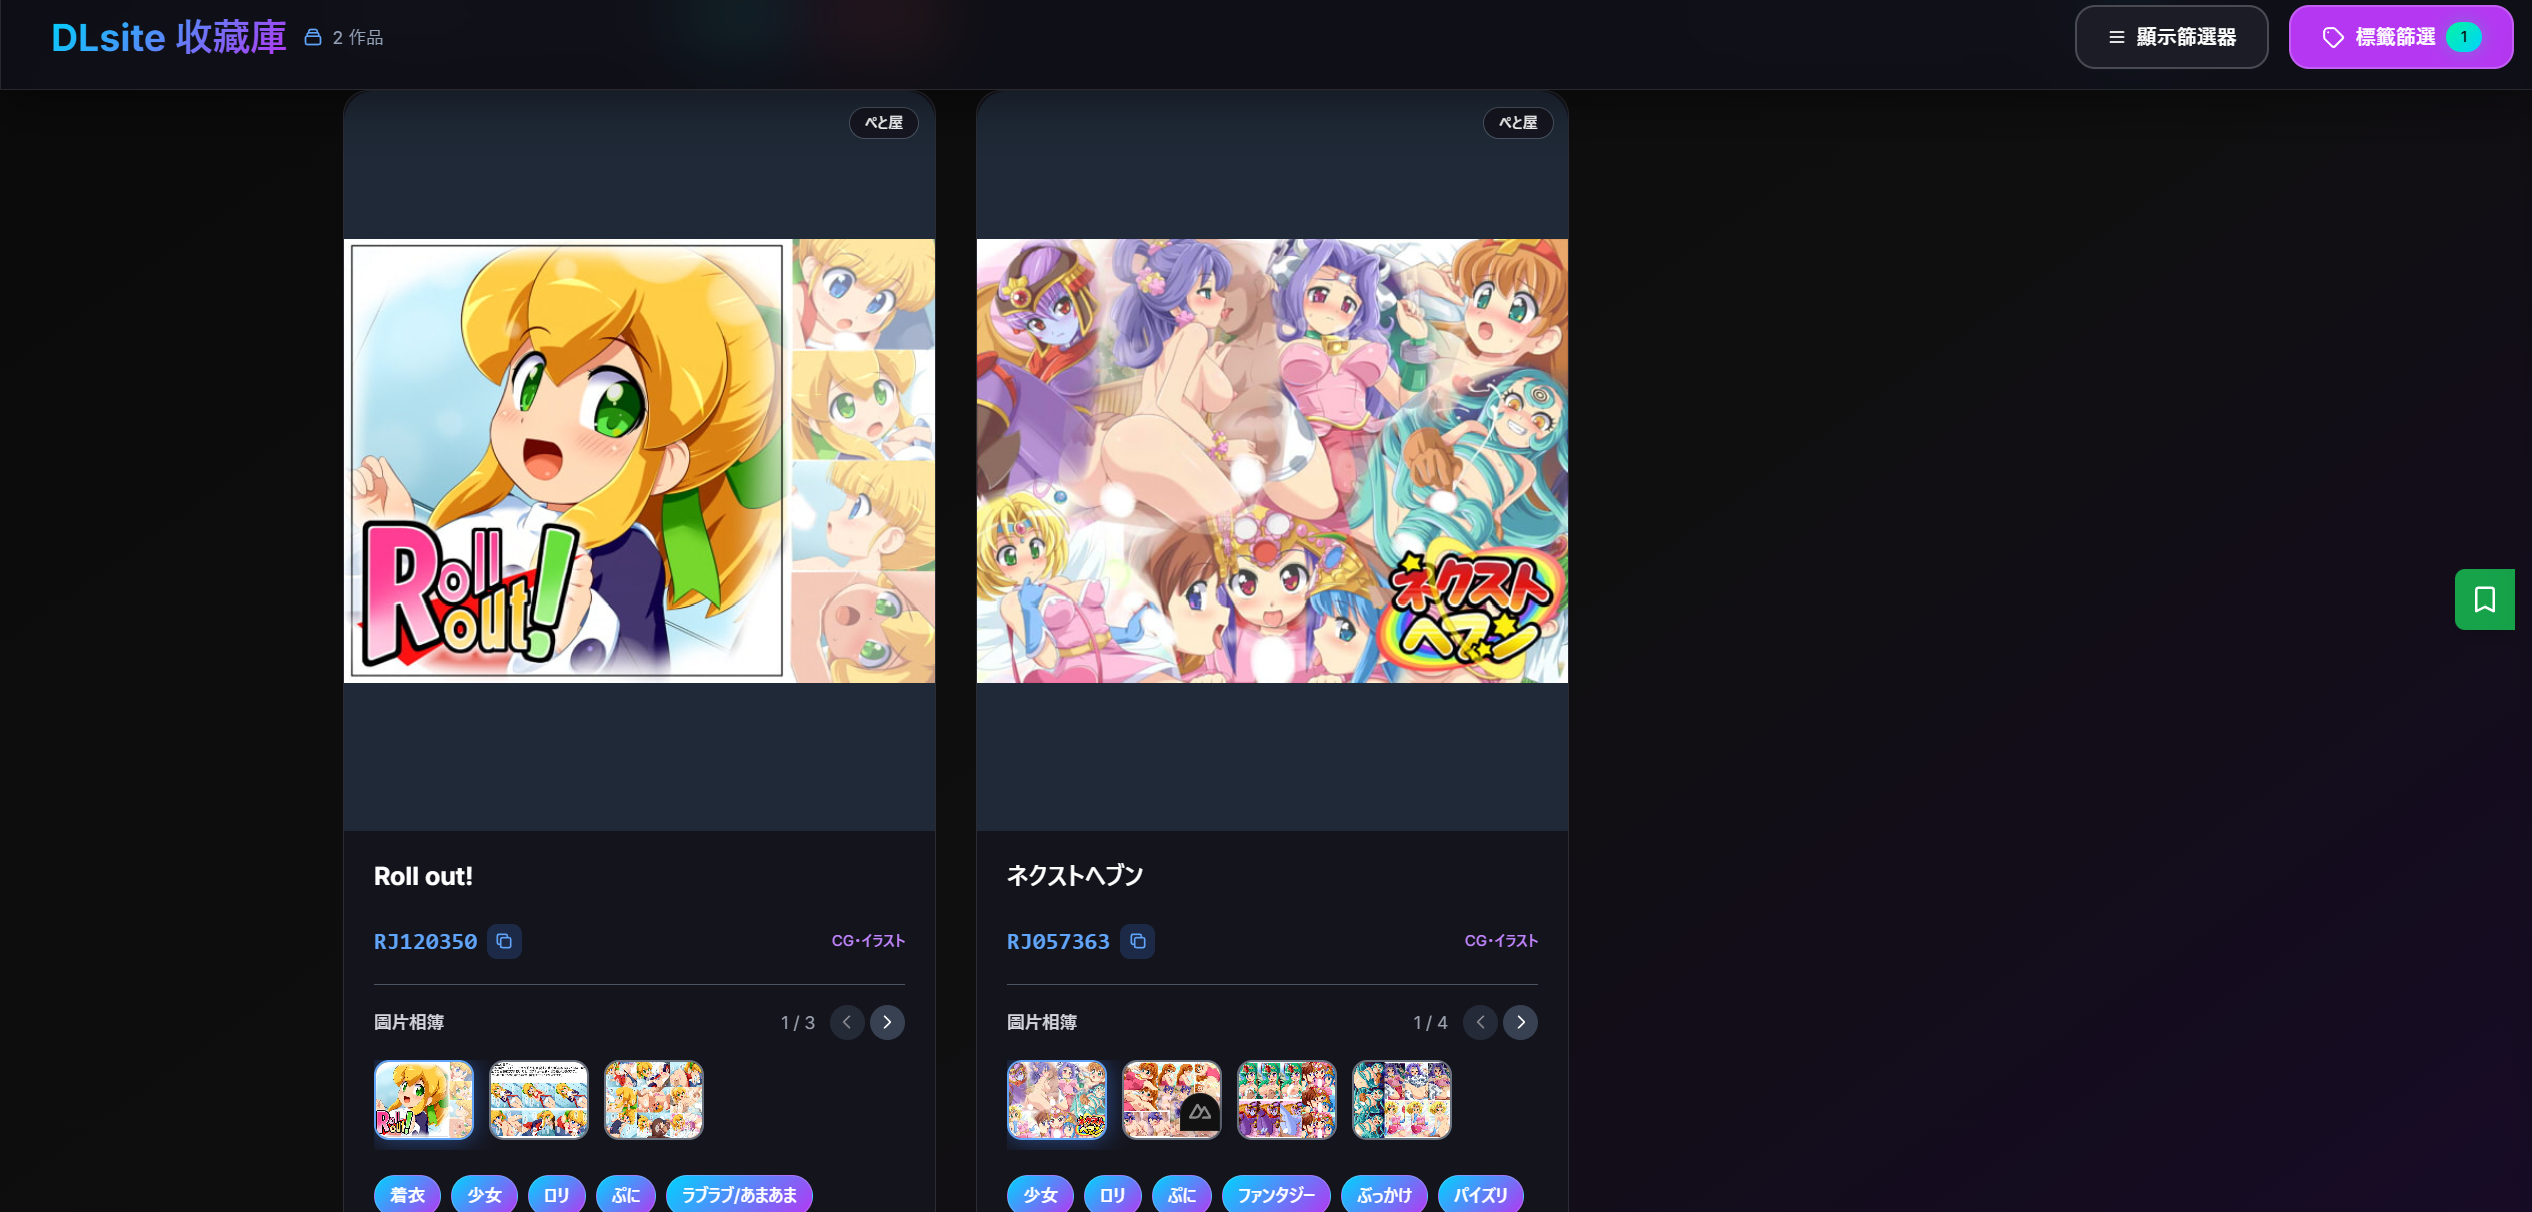 DLsite 收藏庫
2 作品
顯示篩選器
標籤篩選 1
ぺと屋
Roll out!
Roll out!
RJ120350
CG・イラスト
圖片相簿
1 / 3
着衣 少女 ロリ ぷに ラブラブ/あまあま
ぺと屋
ネクスト
ヘブン
ネクストヘブン
RJ057363
CG・イラスト
圖片相簿
1 / 4
少女 ロリ ぷに ファンタジー ぶっかけ パイズリ